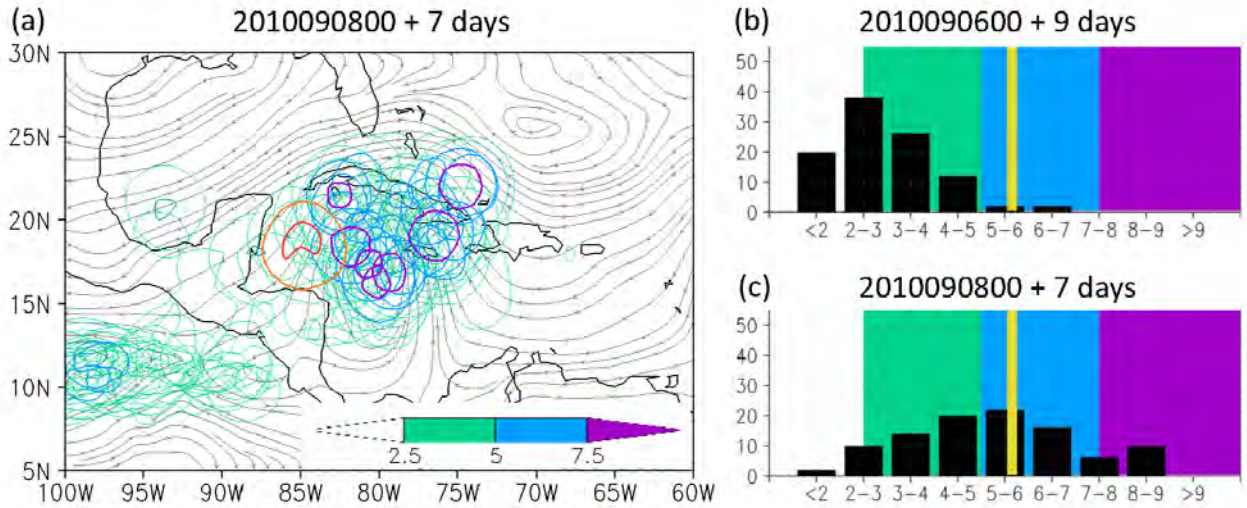 (a) 2010090800 + 7 days
30N
25N
20N
15N
10N
5N
2.5 5 7.5
100W 95W 90W 85W 80W 75W 70W 65W 60W
(b) 2010090600 + 9 days
50
40
30
20
10
0
<2 2-3 3-4 4-5 5-6 6-7 7-8 8-9 >9
(c) 2010090800 + 7 days
50
40
30
20
10
0
<2 2-3 3-4 4-5 5-6 6-7 7-8 8-9 >9